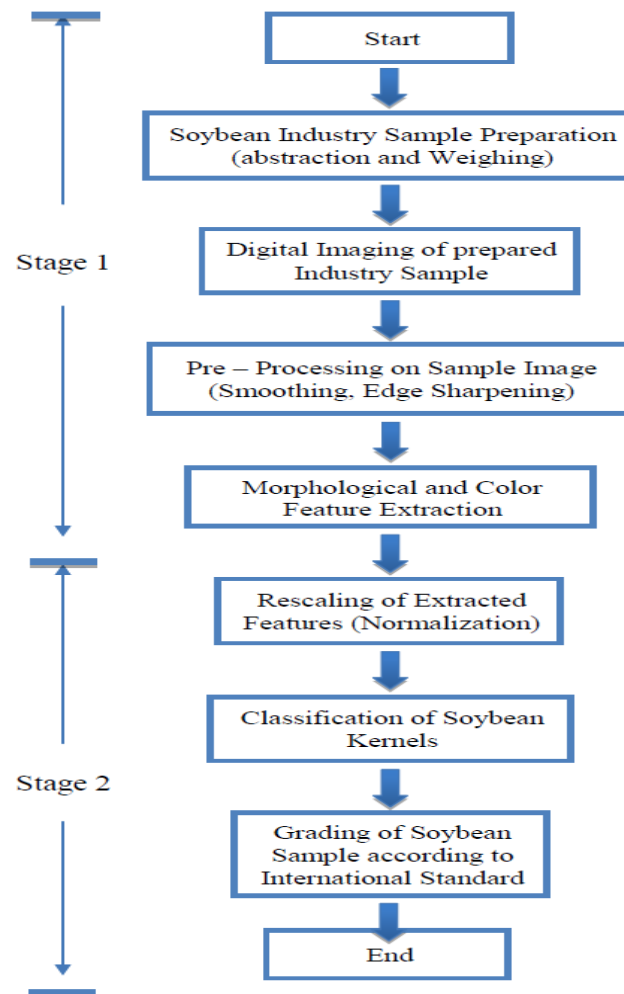 Start
Soybean Industry Sample Preparation
(abstraction and Weighing)
Stage 1
Digital Imaging of prepared
Industry Sample
Pre – Processing on Sample Image
(Smoothing, Edge Sharpening)
Morphological and Color
Feature Extraction
Rescaling of Extracted
Features (Normalization)
Classification of Soybean
Kernels
Stage 2
Grading of Soybean
Sample according to
International Standard
End